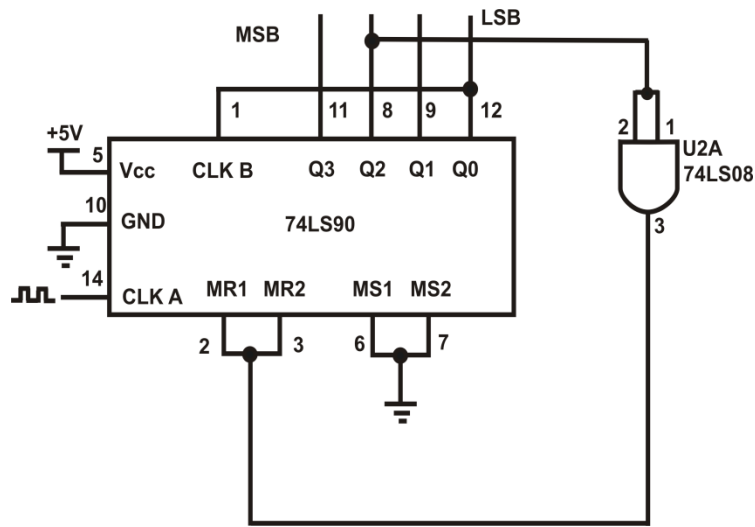 MSB
LSB
1
11
8
9
12
2
1
+5V
5
U2A
74LS08
Vcc
CLK B
Q3
Q2
Q1
Q0
10
GND
74LS90
3
14
CLK A
MR1
MR2
MS1
MS2
2
3
6
7